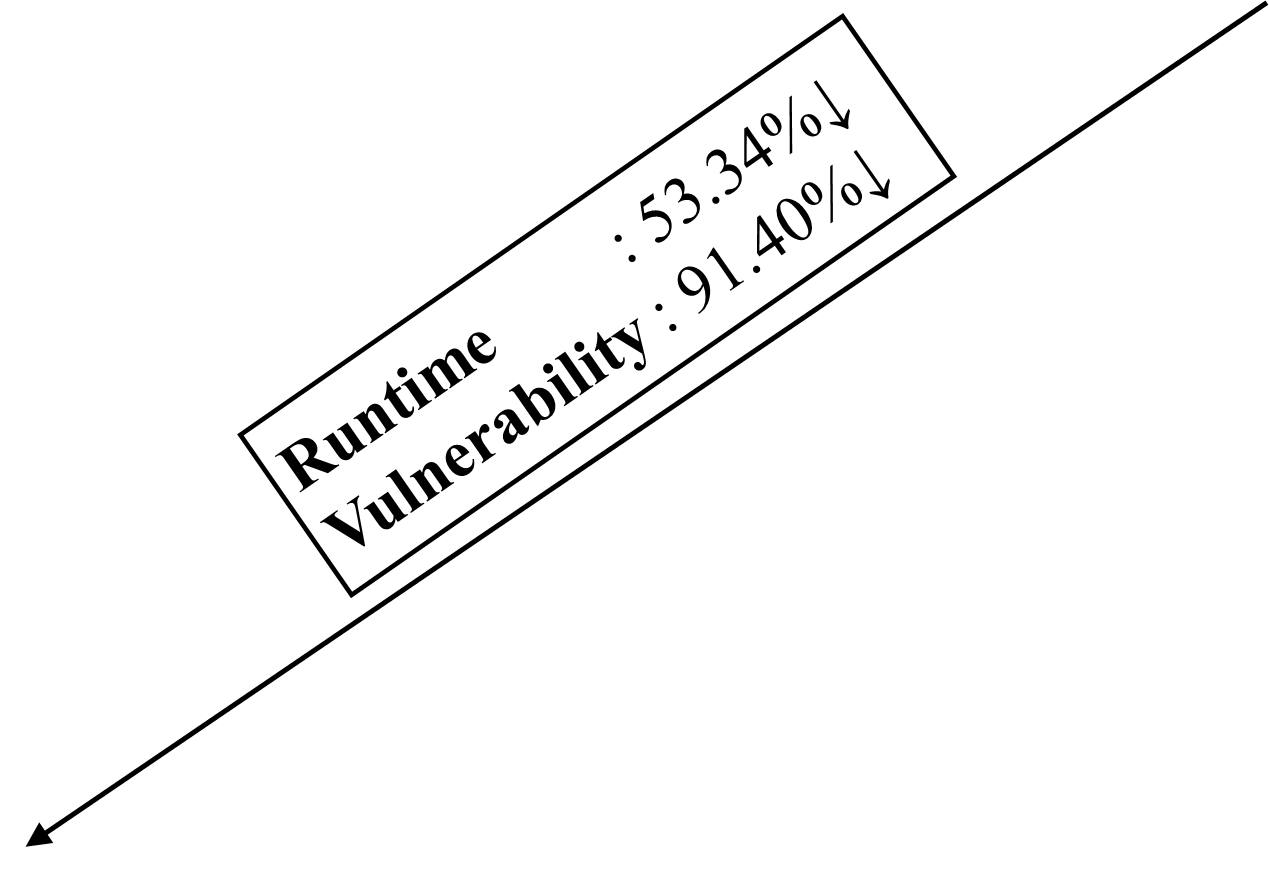 Runtime : 53.34%↓
Vulnerability : 91.40%↓